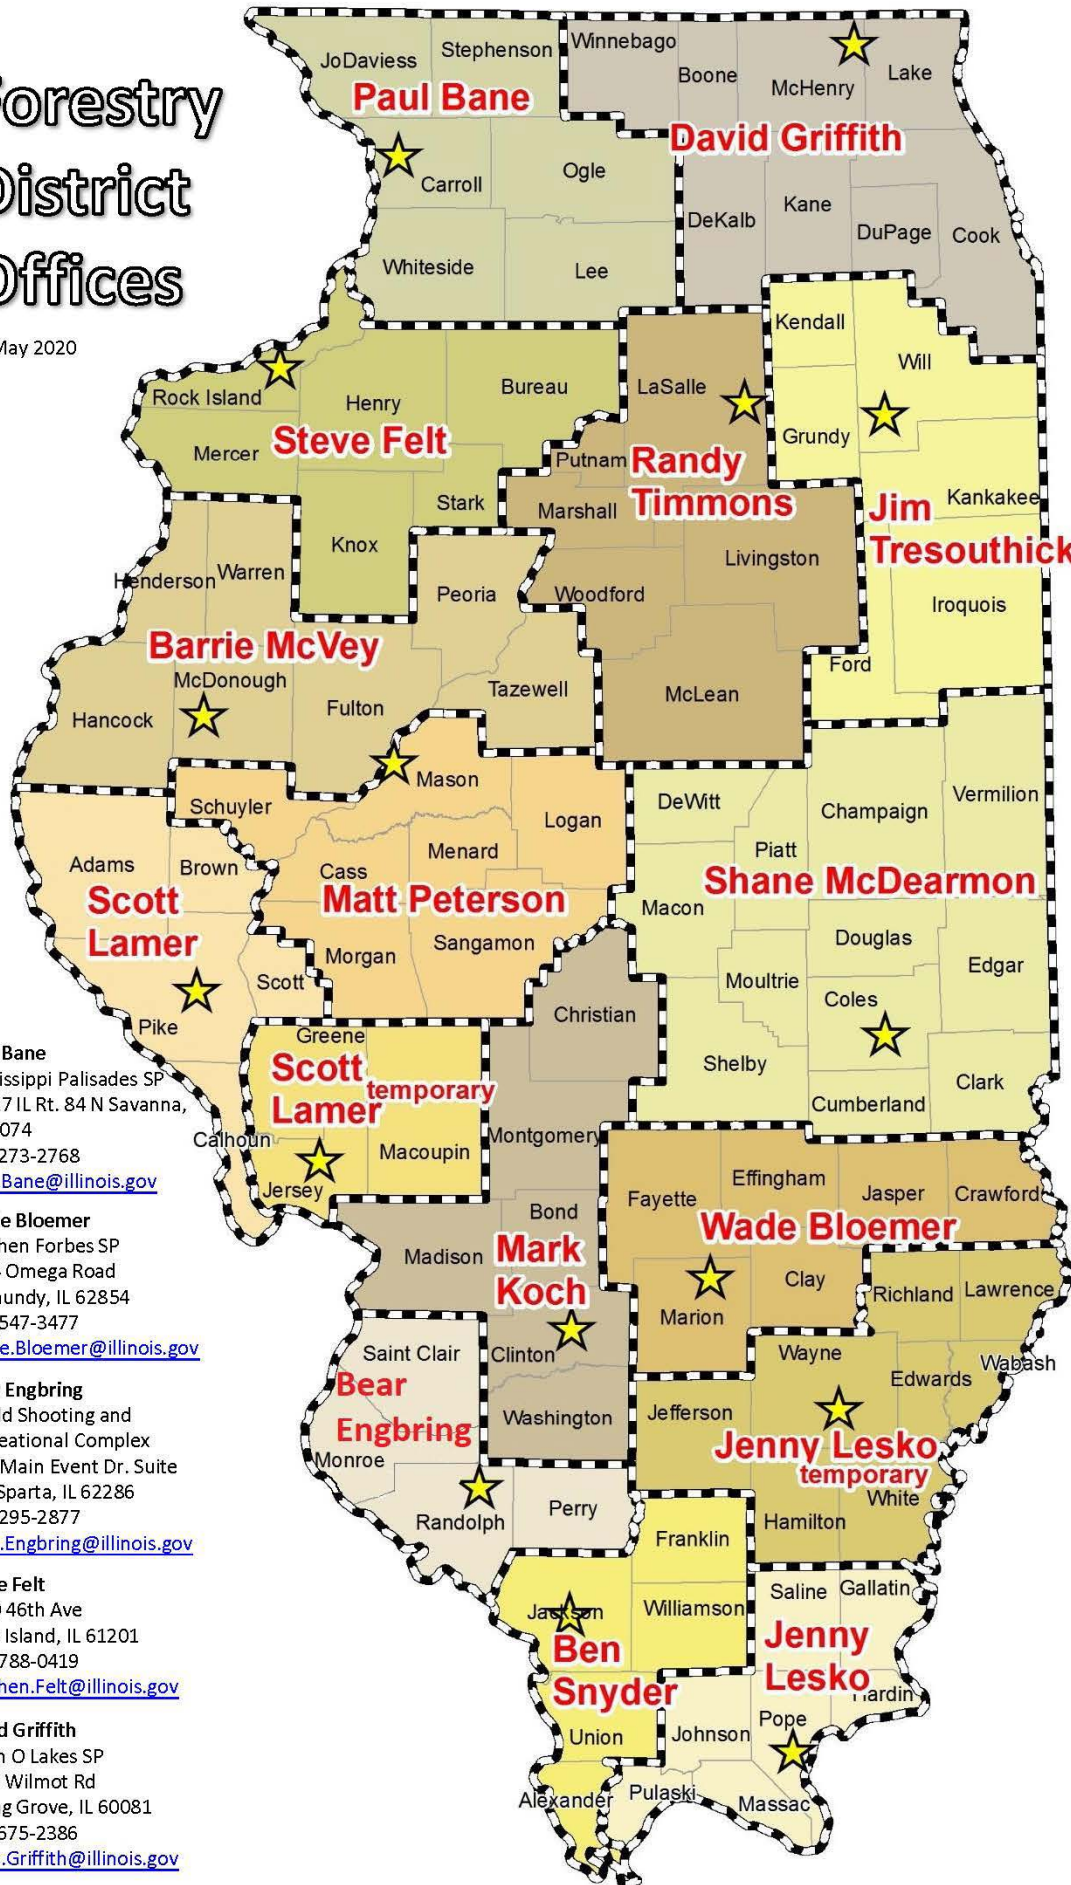 Forestry
District
Offices
May 2020
JoDaviess
Stephenson
Winnebago
Boone
McHenry
Lake
Paul Bane
David Griffith
Carroll
Ogle
DeKalb
Kane
DuPage
Cook
Whiteside
Lee
Kendall
Will
Rock Island
Henry
Bureau
LaSalle
Grundy
Mercer
Steve Felt
Putnam
Randy
Timmons
Stark
Marshall
Kankakee
Jim
Tresouthick
Knox
Livingston
Henderson
Warren
Peoria
Woodford
Iroquois
Barrie McVey
Ford
McDonough
Tazewell
McLean
Hancock
Fulton
Mason
Schuyler
Logan
DeWitt
Champaign
Vermilion
Adams
Brown
Cass
Menard
Piatt
Scott
Lamer
Matt Peterson
Shane McDearmon
Macon
Morgan
Sangamon
Douglas
Edgar
Scott
Moultrie
Coles
Pike
Christian
Greene
Shelby
Clark
Scott
Lamer
temporary
Cumberland
Calhoun
Macoupin
Montgomery
Jersey
Fayette
Effingham
Jasper
Crawford
Bond
Wade Bloemer
Madison
Mark
Koch
Clay
Richland
Lawrence
Marion
Saint Clair
Clinton
Wayne
Wabash
Edwards
Bear
Engbring
Washington
Jefferson
Jenny Lesko
temporary
Monroe
White
Randolph
Perry
Hamilton
Franklin
Saline
Gallatin
Jackson
Williamson
Ben
Snyder
Jenny
Lesko
Hardin
Union
Johnson
Pope
Alexander
Pulaski
Massac
Bane
issippi Palisades SP
7 IL Rt. 84 N Savanna,
074
273-2768
.Bane@illinois.gov
e Bloemer
hen Forbes SP
Omega Road
undy, IL 62854
547-3477
e.Bloemer@illinois.gov
Engbring
ld Shooting and
eational Complex
Main Event Dr. Suite
Sparta, IL 62286
295-2877
.Engbring@illinois.gov
e Felt
46th Ave
Island, IL 61201
788-0419
hen.Felt@illinois.gov
d Griffith
n O Lakes SP
Wilmot Rd
g Grove, IL 60081
675-2386
.Griffith@illinois.gov